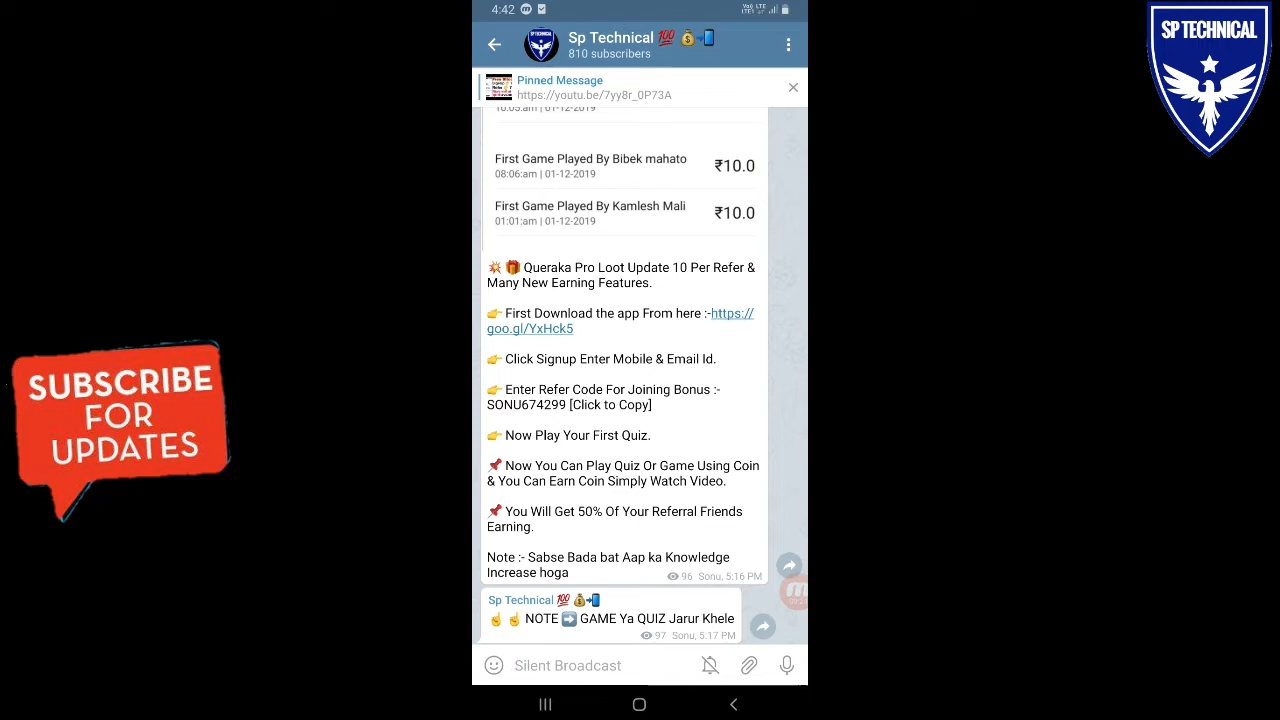 4:42
Sp Technical 💯 💰📲
810 subscribers
SP TECHNICAL
Pinned Message
https://youtu.be/7yy8r_0P73A
10:05:am | 01-12-2019
First Game Played By Bibek mahato
₹10.0
08:06:am | 01-12-2019
First Game Played By Kamlesh Mali
₹10.0
01:01:am | 01-12-2019
💥 🎁 Queraka Pro Loot Update 10 Per Refer &
Many New Earning Features.
👉 First Download the app From here :-https://
goo.gl/YxHck5
👉 Click Signup Enter Mobile & Email Id.
👉 Enter Refer Code For Joining Bonus :-
SONU674299 [Click to Copy]
👉 Now Play Your First Quiz.
📌 Now You Can Play Quiz Or Game Using Coin
& You Can Earn Coin Simply Watch Video.
📌 You Will Get 50% Of Your Referral Friends
Earning.
Note :- Sabse Bada bat Aap ka Knowledge
Increase hoga
96 Sonu, 5:16 PM
Sp Technical 💯 💰📲
☝ ☝ NOTE ➡ GAME Ya QUIZ Jarur Khele
97 Sonu, 5:17 PM
Silent Broadcast
SUBSCRIBE
FOR
UPDATES